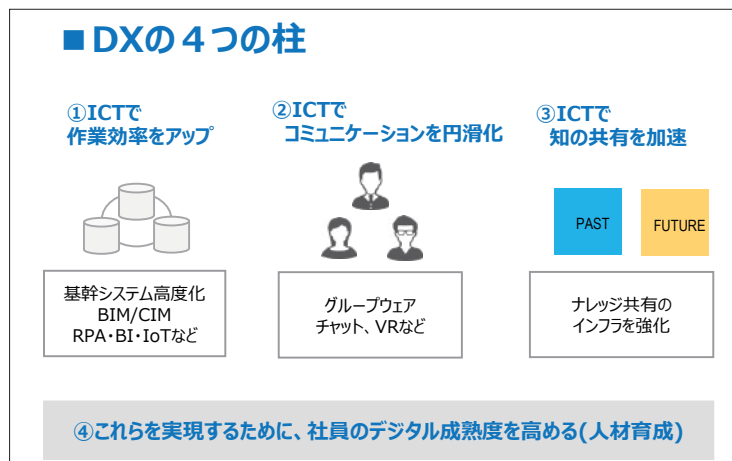 ■DXの４つの柱
①ICTで
作業効率をアップ
②ICTで
コミュニケーションを円滑化
③ICTで
知の共有を加速
PAST
FUTURE
基幹システム高度化
BIM/CIM
RPA・BI・IoTなど
グループウェア
チャット、VRなど
ナレッジ共有の
インフラを強化
④これらを実現するために、社員のデジタル成熟度を高める(人材育成)